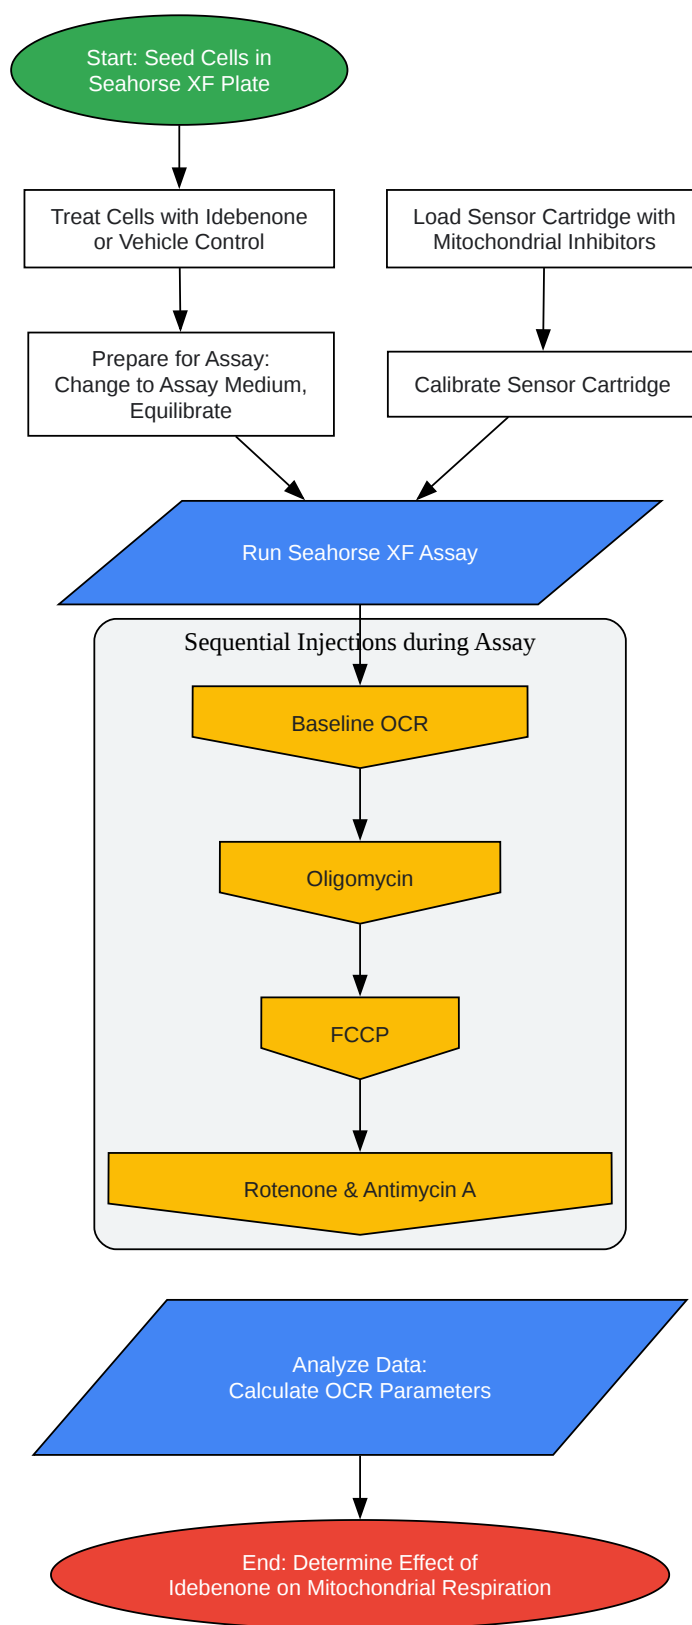 Start: Seed Cells in
Seahorse XF Plate
Treat Cells with Idebenone
or Vehicle Control
Load Sensor Cartridge with
Mitochondrial Inhibitors
Prepare for Assay:
Change to Assay Medium,
Equilibrate
Calibrate Sensor Cartridge
Run Seahorse XF Assay
Sequential Injections during Assay
Baseline OCR
Oligomycin
FCCP
Rotenone & Antimycin A
Analyze Data:
Calculate OCR Parameters
End: Determine Effect of
Idebenone on Mitochondrial Respiration